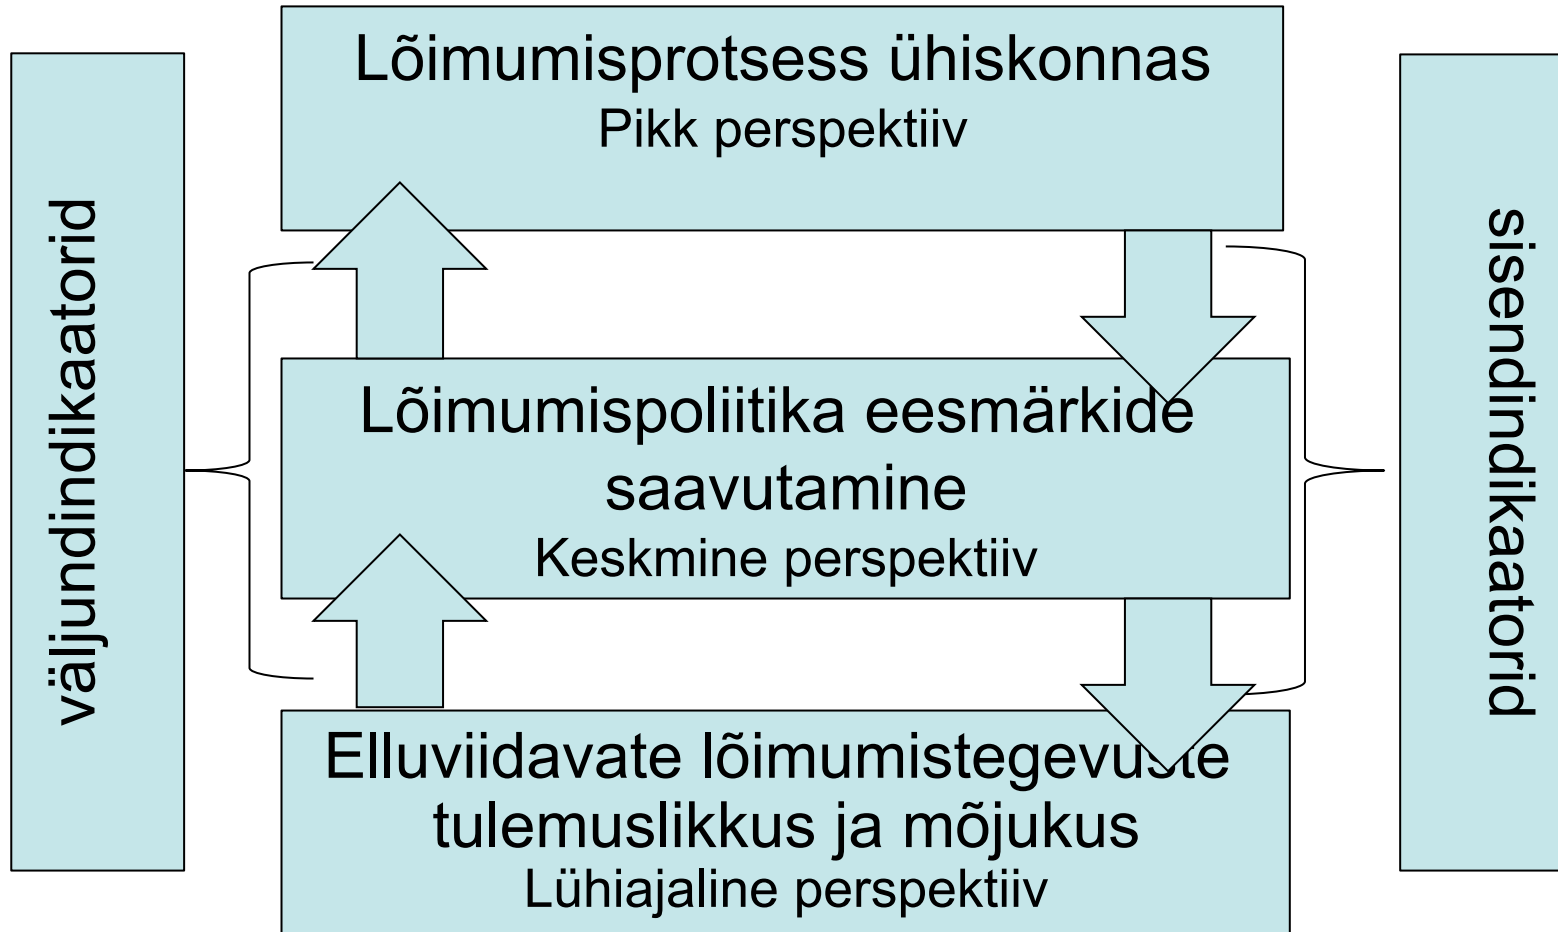 väljundindikaatorid
Lõimumisprotsess ühiskonnas
Pikk perspektiiv
Lõimumispoliitika eesmärkide
saavutamine
Keskmine perspektiiv
Elluviidavate lõimumistegevuste
tulemuslikkus ja mõjukus
Lühiajaline perspektiiv
sisendindikaatorid